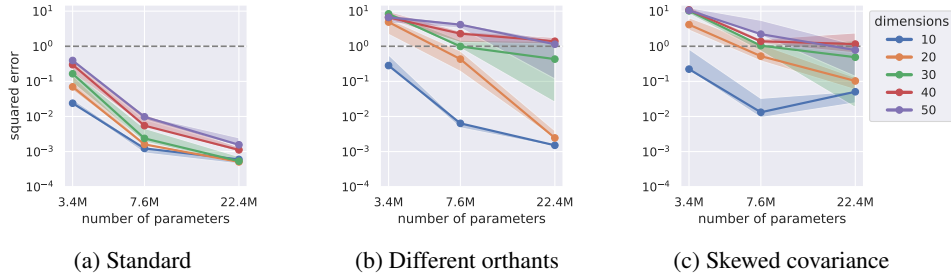 squared error
10¹
10⁰
10⁻¹
10⁻²
10⁻³
10⁻⁴
3.4M 7.6M 22.4M
number of parameters
(a) Standard
10¹
10⁰
10⁻¹
10⁻²
10⁻³
10⁻⁴
3.4M 7.6M 22.4M
number of parameters
(b) Different orthants
10¹
10⁰
10⁻¹
10⁻²
10⁻³
10⁻⁴
3.4M 7.6M 22.4M
number of parameters
(c) Skewed covariance
dimensions
10
20
30
40
50